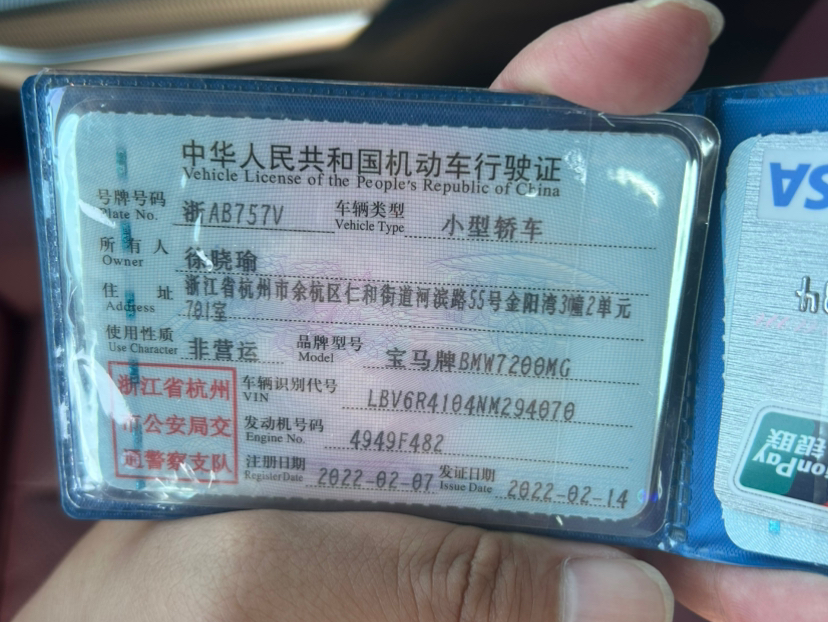 中华人民共和国机动车行驶证
Vehicle License of the People's Republic of China
号牌号码 浙AB757V 车辆类型 小型轿车
Plate No. Vehicle Type
所有人 徐晓瑜
Owner
住址 浙江省杭州市余杭区仁和街道河滨路55号金阳湾3幢2单元
Address 701室
使用性质 非营运 品牌型号 宝马牌BMW7200MG
Use Character Model
浙江省杭州
市公安局交
通警察支队
车辆识别代号 LBV6R4104NM294070
VIN
发动机号码 4949F482
Engine No.
注册日期 2022-02-07 发证日期 2022-02-14
Register Date Issue Date
VISA
银联